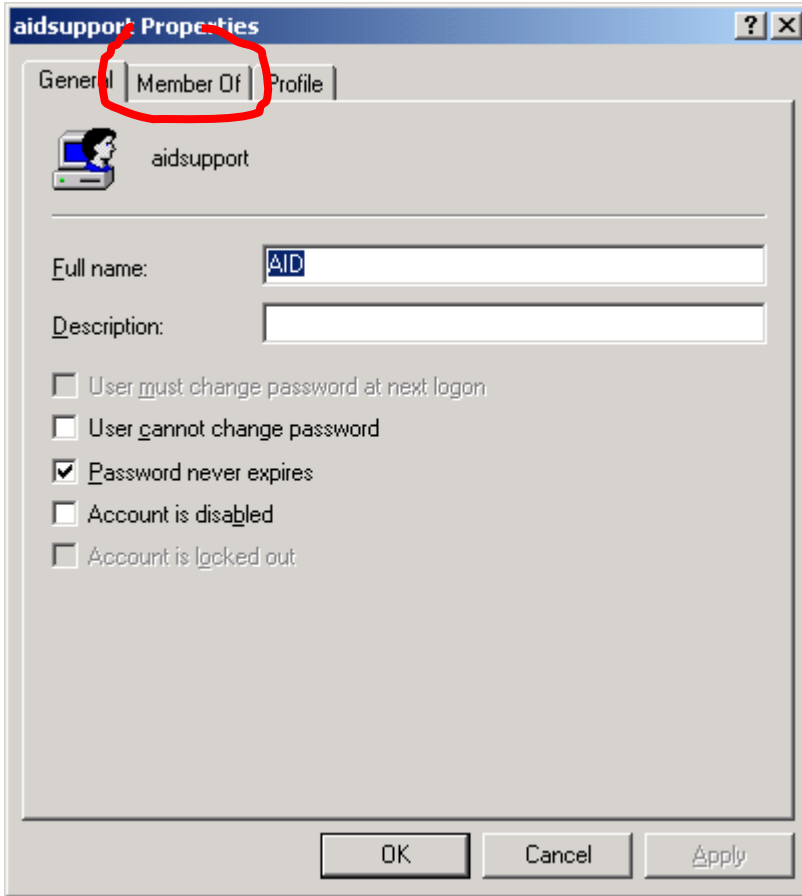 aidsupport Properties
General Member Of Profile
aidsupport
Full name: AID
Description:
User must change password at next logon
User cannot change password
Password never expires
Account is disabled
Account is locked out
OK Cancel Apply